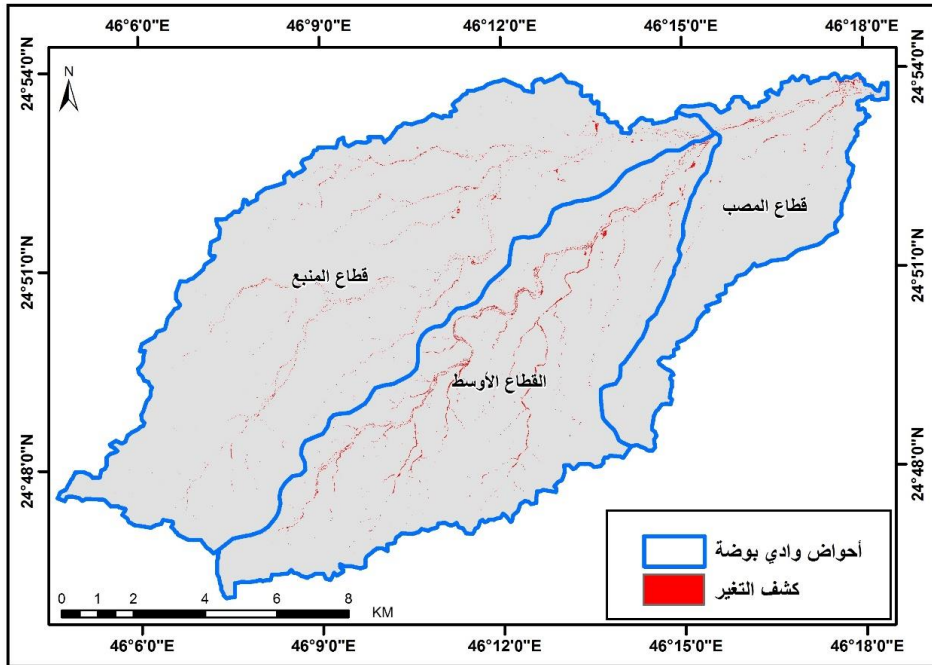 46°6'0"E 46°9'0"E 46°12'0"E 46°15'0"E 46°18'0"E
24°54'0"N 24°54'0"N
N
قطاع المصب
قطاع المنبع
24°51'0"N 24°51'0"N
القطاع الأوسط
24°48'0"N 24°48'0"N
أحواض وادي بوضة
كشف التغير
0 1 2 4 6 8
KM
46°6'0"E 46°9'0"E 46°12'0"E 46°15'0"E 46°18'0"E